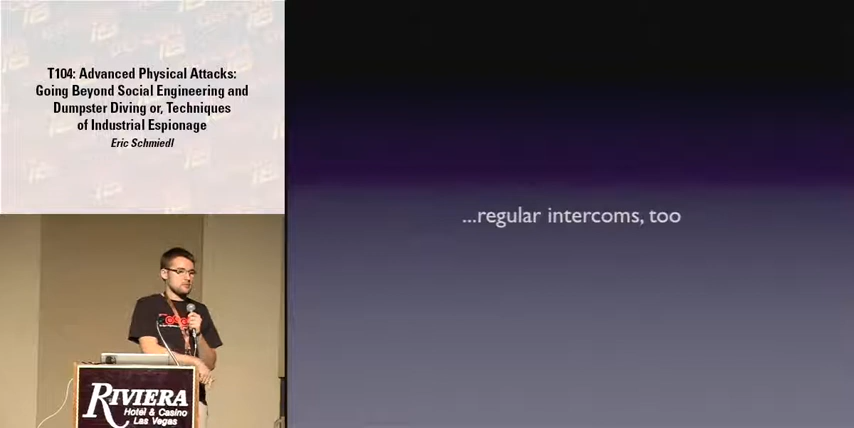 T104: Advanced Physical Attacks:
Going Beyond Social Engineering and
Dumpster Diving or, Techniques
of Industrial Espionage
Eric Schmiedl
...regular intercoms, too
RIVIERA
Hotel & Casino
Las Vegas